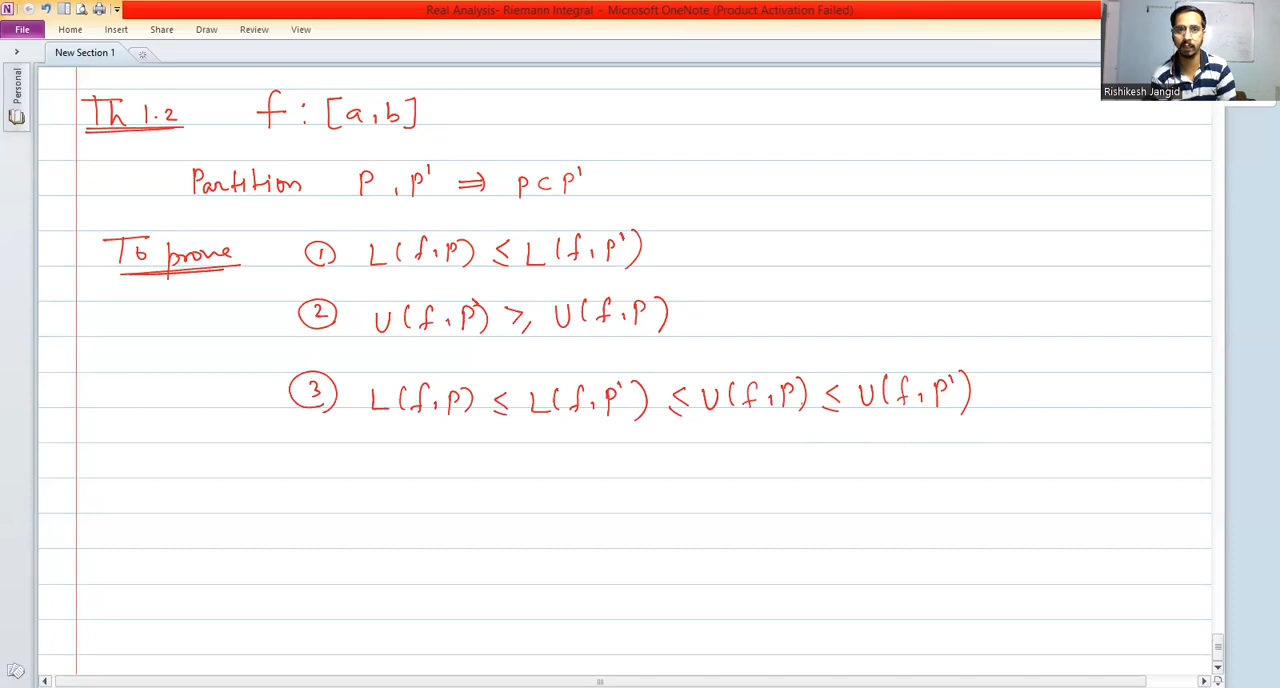 Real Analysis- Riemann Integral - Microsoft OneNote (Product Activation Failed)
File Home Insert Share Draw Review View
New Section 1
Personal
Rishikesh Jangid
Th 1.2 f : [a, b]
Partition P, P' ⇒ P ⊂ P'
To prove ① L(f, P) ≤ L(f, P')
② U(f, P') ≥ U(f, P)
③ L(f, P) ≤ L(f, P') ≤ U(f, P) ≤ U(f, P')